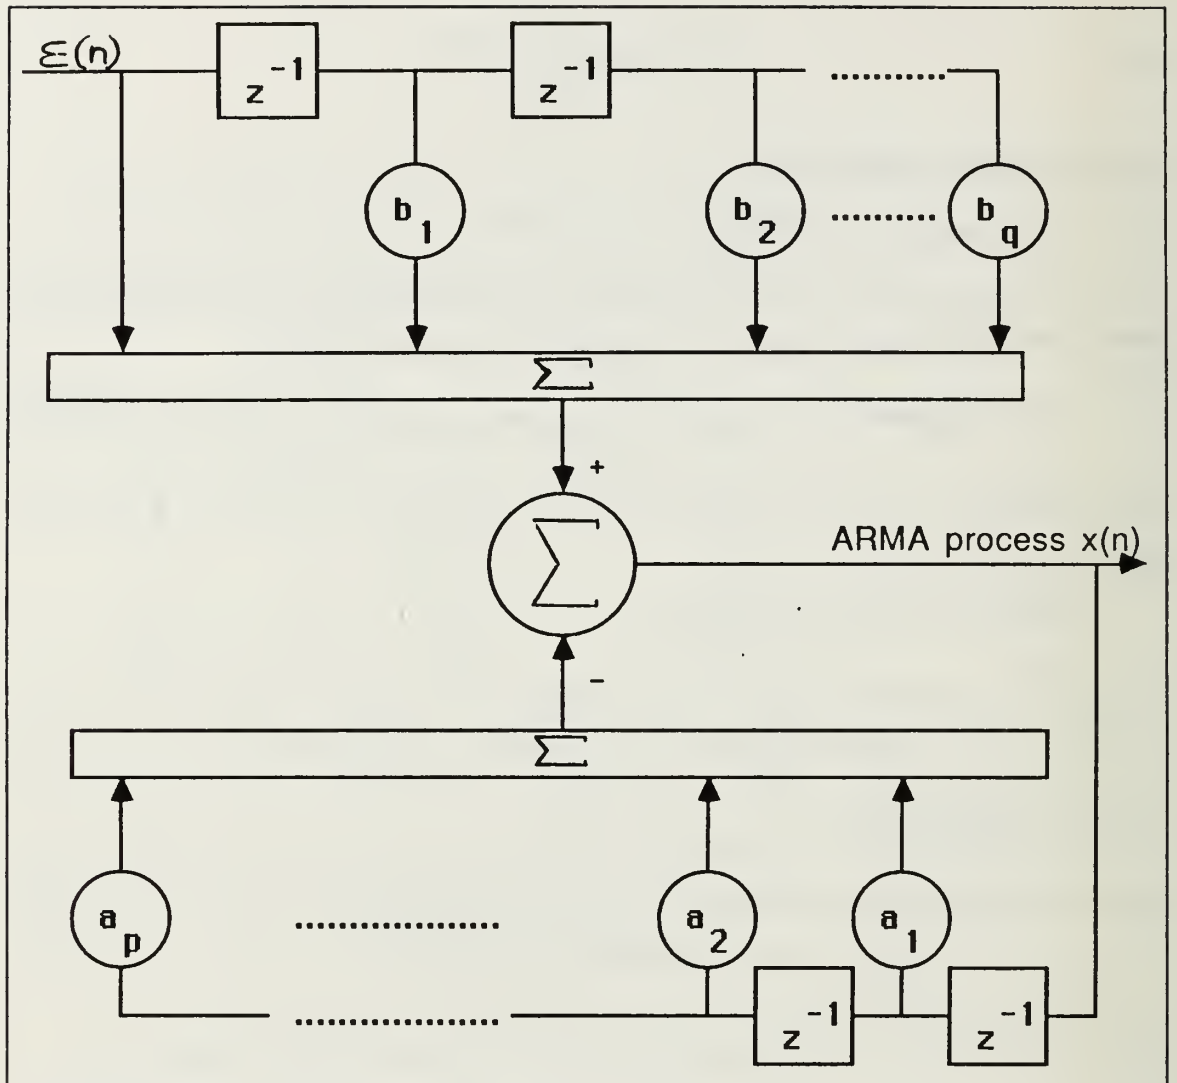 ε(n)
z⁻¹ z⁻¹ ..........
b₁ b₂ .......... b_q
Σ
+
Σ
ARMA process x(n)
-
Σ
a_p .......... a₂ a₁
.......... z⁻¹ z⁻¹